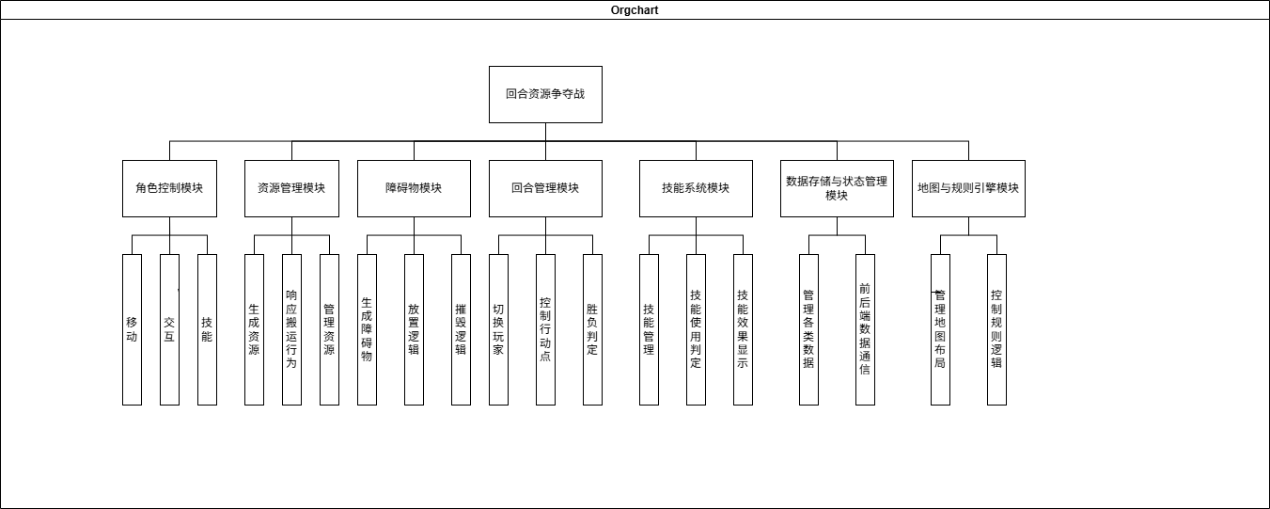 Orgchart
回合资源争夺战
角色控制模块
资源管理模块
障碍物模块
回合管理模块
技能系统模块
数据存储与状态管理
模块
地图与规则引擎模块
移动
交互
技能
生成资源
响应搬运行为
管理资源
生成障碍物
放置逻辑
摧毁逻辑
切换玩家
控制行动点
胜负判定
技能管理
技能使用判定
技能效果显示
管理各类数据
前后端数据通信
管理地图布局
控制规则逻辑